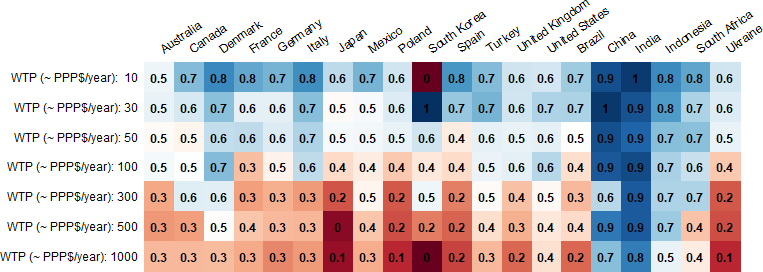 Australia Canada Denmark France Germany Italy Japan Mexico Poland South Korea Spain Turkey United Kingdom United States Brazil China India Indonesia South Africa Ukraine
WTP (~ PPP$/year): 10 0.5 0.7 0.8 0.8 0.7 0.8 0.6 0.7 0.6 0 0.8 0.7 0.6 0.6 0.7 0.9 1 0.8 0.8 0.6
WTP (~ PPP$/year): 30 0.5 0.6 0.7 0.6 0.6 0.7 0.5 0.5 0.6 1 0.7 0.7 0.6 0.7 0.7 1 0.9 0.8 0.7 0.6
WTP (~ PPP$/year): 50 0.5 0.5 0.6 0.6 0.6 0.7 0.5 0.5 0.5 0.6 0.4 0.6 0.5 0.6 0.5 0.9 0.9 0.7 0.7 0.5
WTP (~ PPP$/year): 100 0.5 0.5 0.7 0.3 0.5 0.6 0.4 0.4 0.4 0.4 0.4 0.5 0.6 0.6 0.4 0.9 0.9 0.7 0.6 0.4
WTP (~ PPP$/year): 300 0.3 0.6 0.6 0.3 0.3 0.3 0.2 0.5 0.2 0.5 0.2 0.5 0.4 0.5 0.3 0.6 0.9 0.7 0.7 0.2
WTP (~ PPP$/year): 500 0.3 0.3 0.5 0.4 0.3 0.3 0 0.4 0.2 0.2 0.2 0.4 0.3 0.4 0.3 0.9 0.9 0.7 0.4 0.2
WTP (~ PPP$/year): 1000 0.3 0.3 0.3 0.3 0.3 0.3 0.1 0.3 0.1 0 0.2 0.3 0.2 0.4 0.2 0.7 0.8 0.5 0.4 0.1